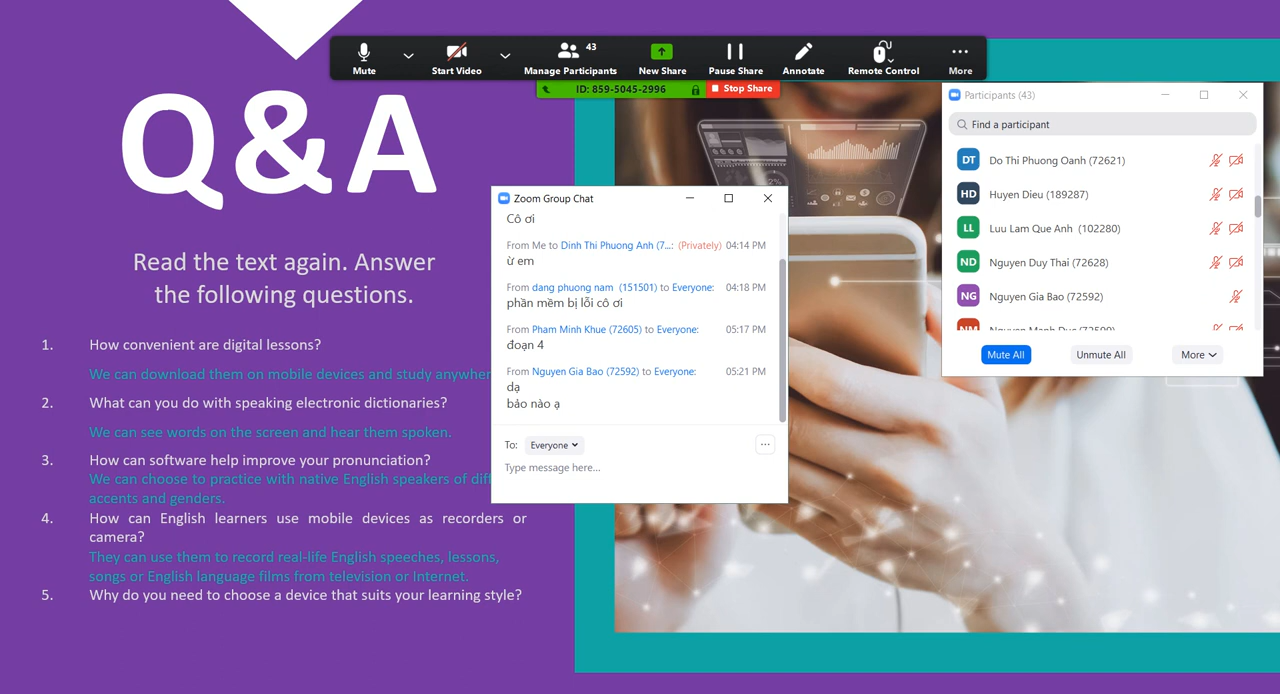 Mute
Start Video
43
Manage Participants
New Share
Pause Share
Annotate
Remote Control
More
ID: 859-5045-2996
Stop Share
Q&A
Read the text again. Answer
the following questions.
1. How convenient are digital lessons?
We can download them on mobile devices and study
2. What can you do with speaking electronic dictionaries?
We can see words on the screen and hear them spoken.
3. How can software help improve your pronunciation?
We can choose to practice with native English speakers of
accents and genders.
4. How can English learners use mobile devices as recorders or
camera?
They can use them to record real-life English speeches, lessons,
songs or English language films from television or Internet.
5. Why do you need to choose a device that suits your learning style?
Zoom Group Chat
Cô ơi
From Me to Dinh Thi Phuong Anh (7...: (Privately) 04:14 PM
ừ em
From dang phuong nam (151501) to Everyone: 04:18 PM
phần mềm bị lỗi cô ơi
From Pham Minh Khue (72605) to Everyone: 05:17 PM
đoạn 4
From Nguyen Gia Bao (72592) to Everyone: 05:21 PM
dạ
bảo nào ạ
To: Everyone
Type message here...
Participants (43)
Find a participant
DT Do Thi Phuong Oanh (72621)
HD Huyen Dieu (189287)
LL Luu Lam Que Anh (102280)
ND Nguyen Duy Thai (72628)
NG Nguyen Gia Bao (72592)
NM Nguyen Manh Duc (72590)
Mute All
Unmute All
More